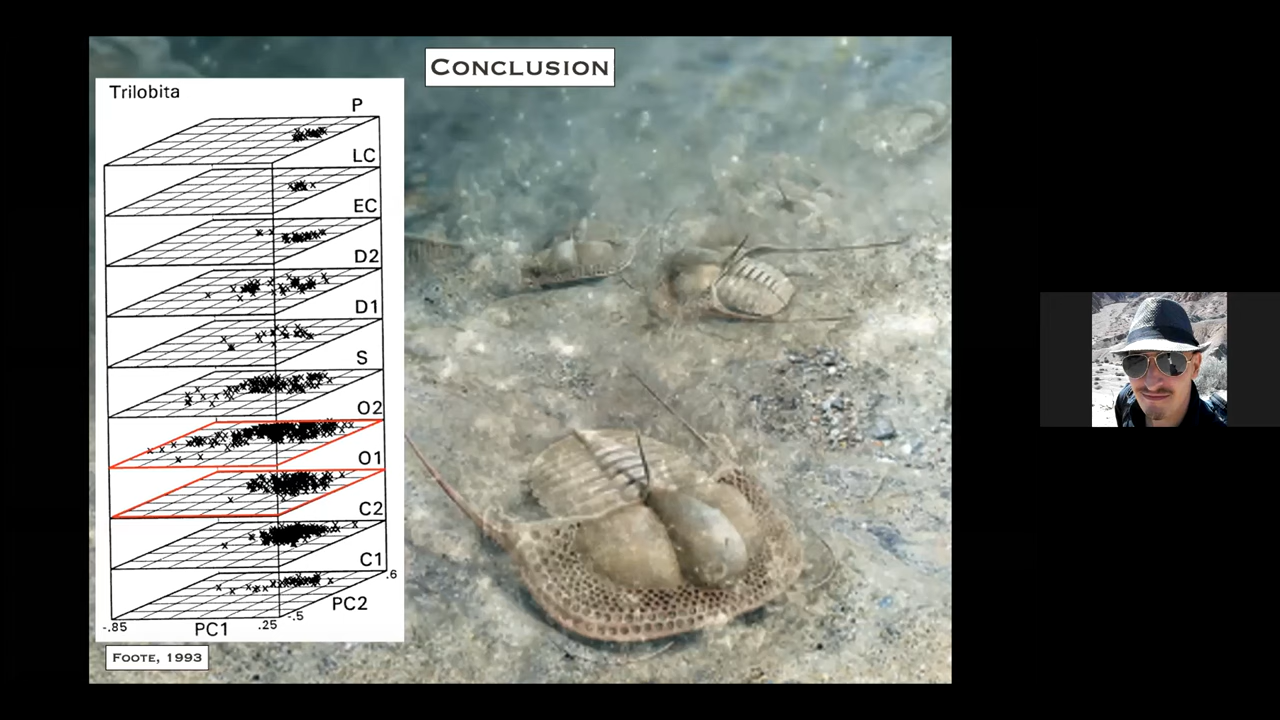 CONCLUSION
Trilobita
P
LC
EC
D2
D1
S
O2
O1
C2
C1
.6
PC2
-.5
.25
PC1
-.85
FOOTE, 1993